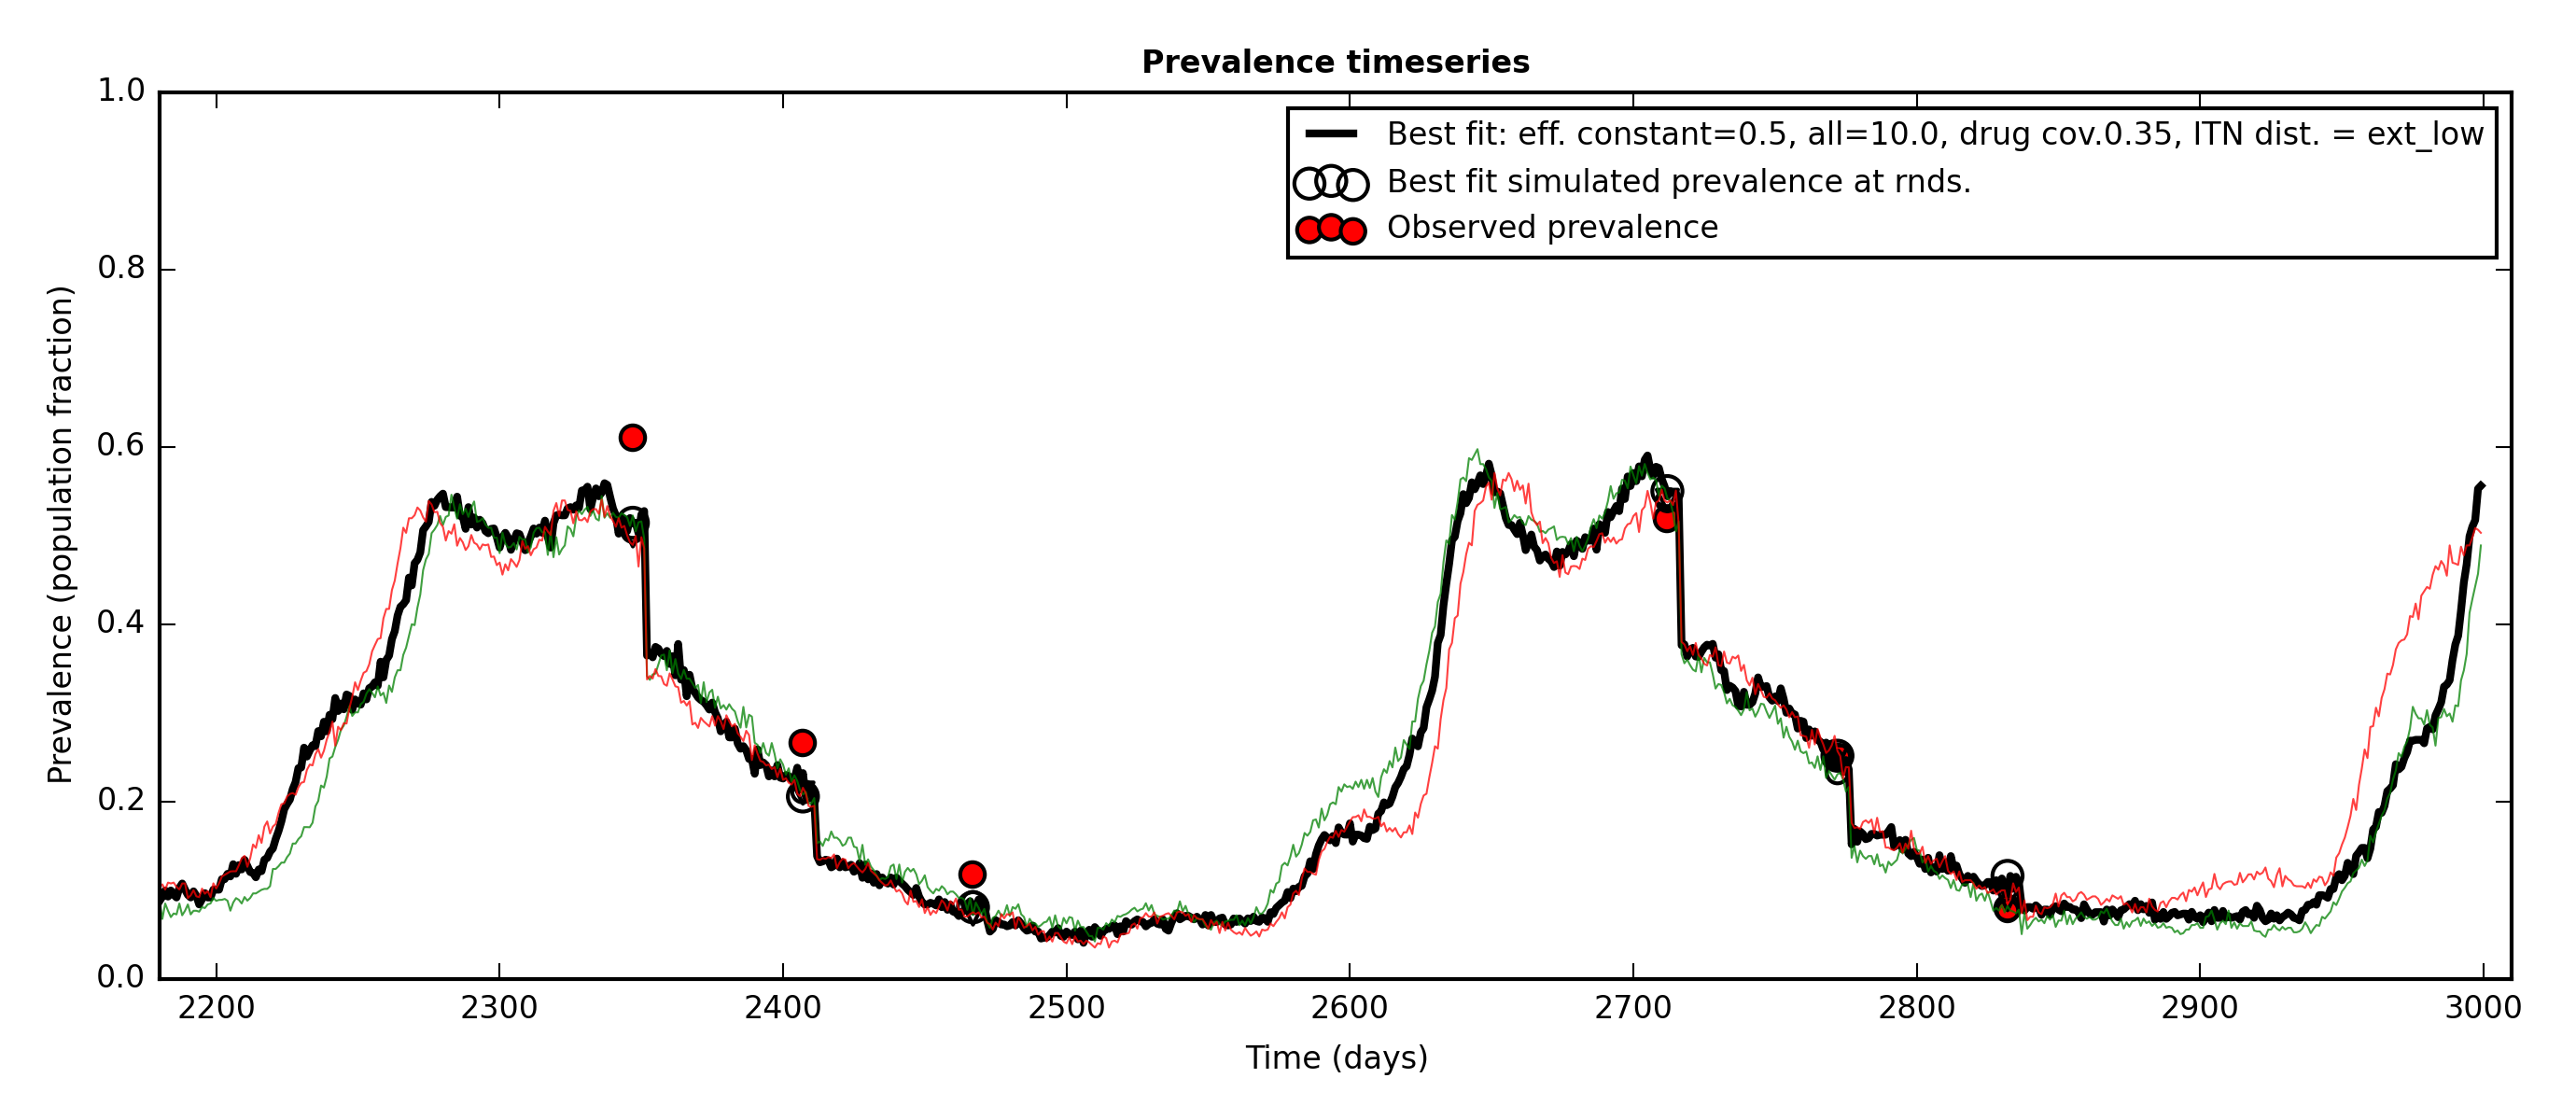 Prevalence timeseries
1.0
0.8
0.6
0.4
0.2
0.0
Prevalence (population fraction)
Best fit: eff. constant=0.5, all=10.0, drug cov.0.35, ITN dist. = ext_low
Best fit simulated prevalence at rnds.
Observed prevalence
2200 2300 2400 2500 2600 2700 2800 2900 3000
Time (days)